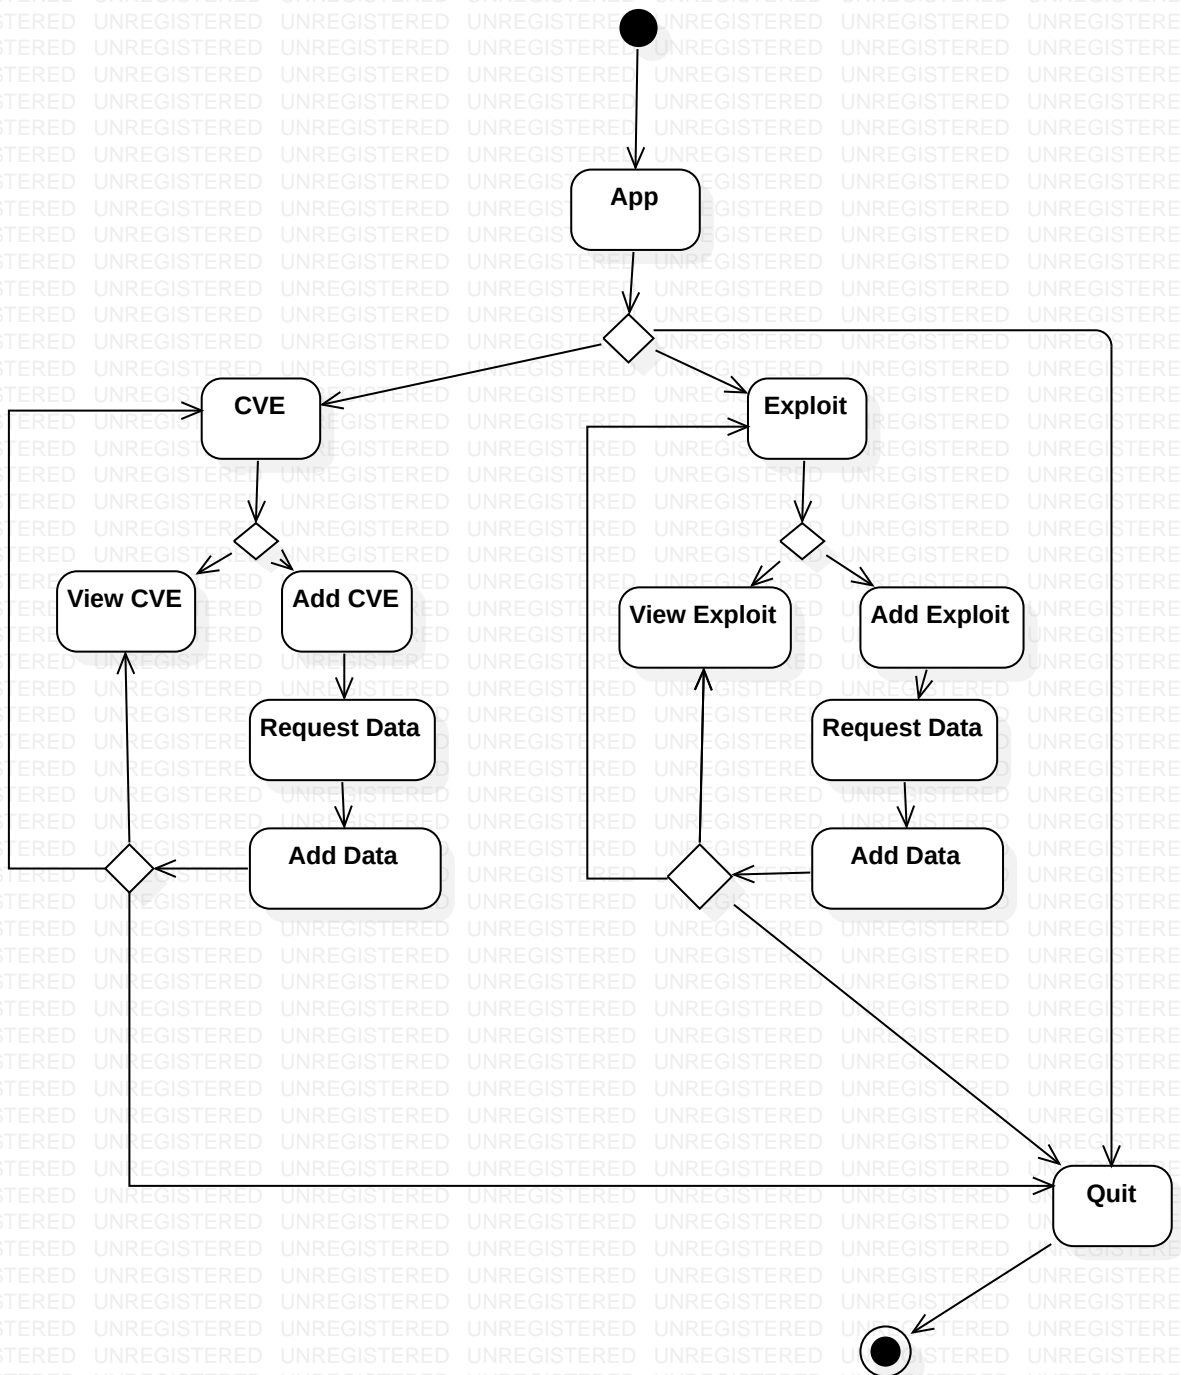 App
CVE
Exploit
View CVE
Add CVE
View Exploit
Add Exploit
Request Data
Request Data
Add Data
Add Data
Quit
UNREGISTERED